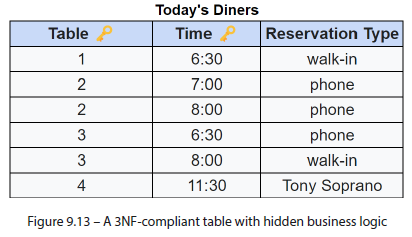 Today's Diners
Table Time Reservation Type
1 6:30 walk-in
2 7:00 phone
2 8:00 phone
3 6:30 phone
3 8:00 walk-in
4 11:30 Tony Soprano
Figure 9.13 – A 3NF-compliant table with hidden business logic